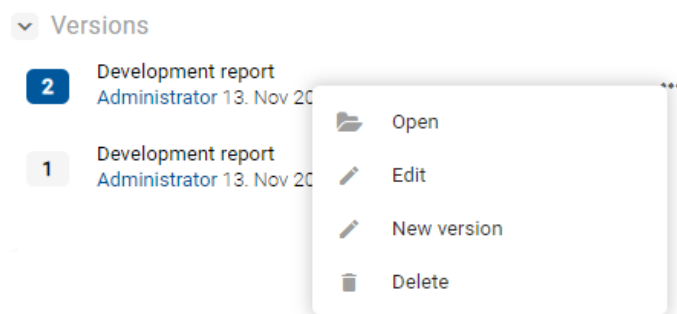 Versions
2
Development report
Administrator 13. Nov 20
Open
1
Development report
Administrator 13. Nov 20
Edit
New version
Delete